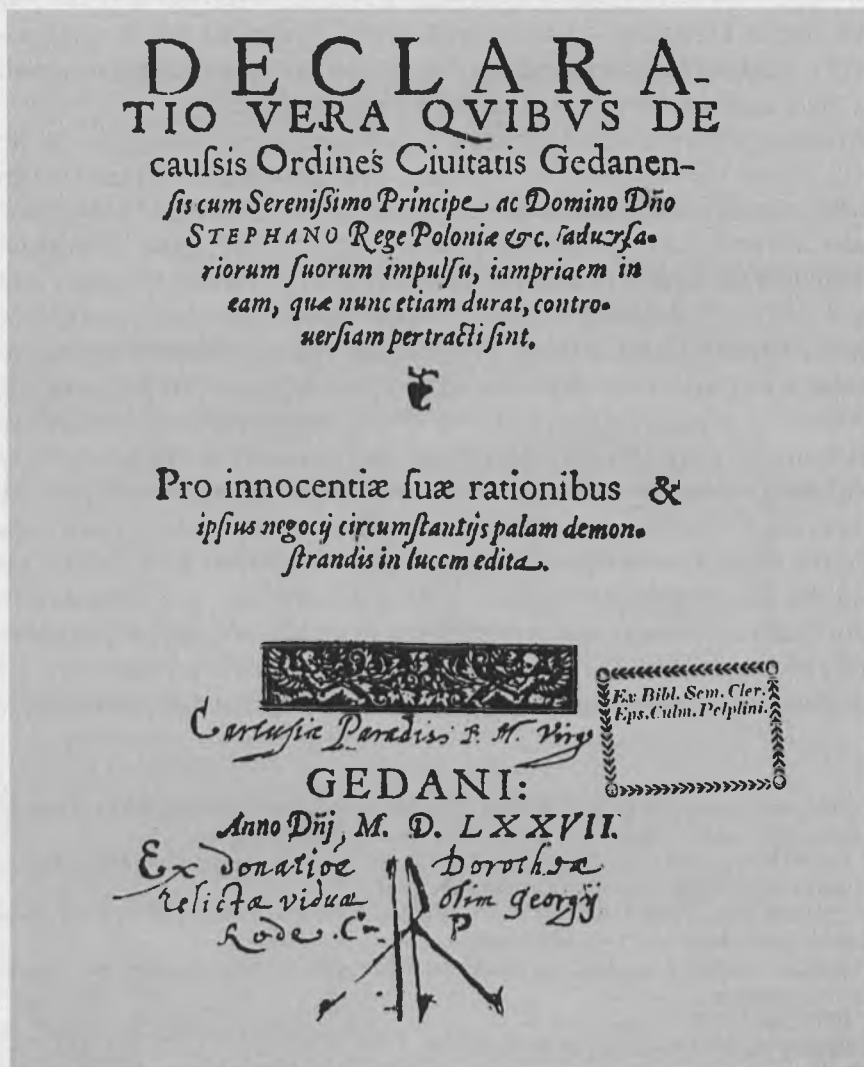 DECLARA-
TIO VERA QVIBVS DE
cauſsis Ordines Ciuitatis Gedanen-
ſis cum Sereniſsimo Principe ac Domino Dño
STEPHANO Rege Poloniæ &c. aduerſa-
riorum ſuorum impulſu, iampridem in
eam, quæ nunc etiam durat, contro-
uerſiam pertracti ſint.
Pro innocentiæ ſuæ rationibus &
ipſius negocij circumſtantijs palam demon-
ſtrandis in lucem edita.
Ex Bibl. Sem. Cler.
Eps. Culm. Pelplini.
Cartusiæ Paradisi B. M. Virg
GEDANI:
Anno Dñj, M. D. LXXVII.
Ex donatiõe Dorotheæ
relictæ viduæ olim Georgij
Rode. P